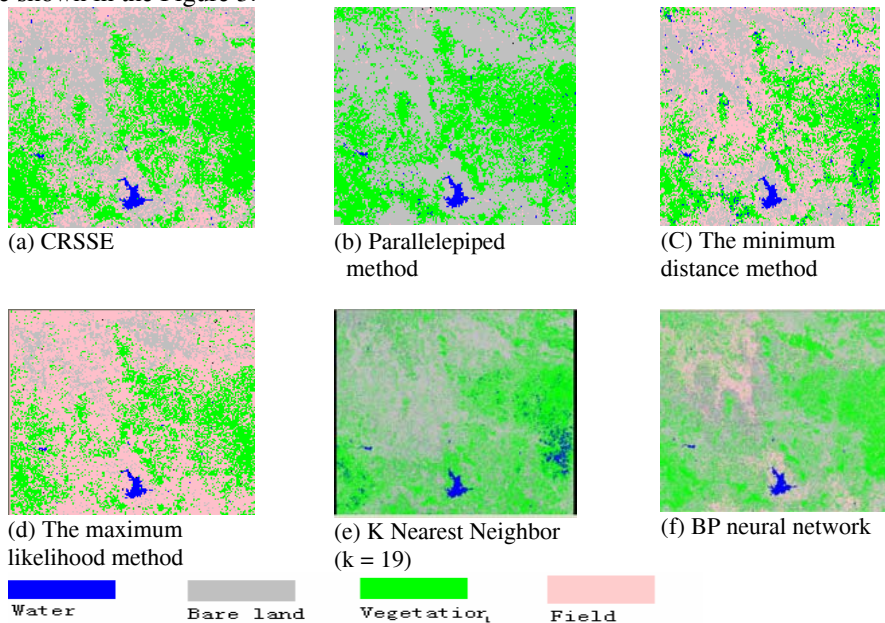 (a) CRSSE
(b) Parallelepiped
method
(C) The minimum
distance method
(d) The maximum
likelihood method
(e) K Nearest Neighbor
(k = 19)
(f) BP neural network
Water
Bare land
Vegetation
Field